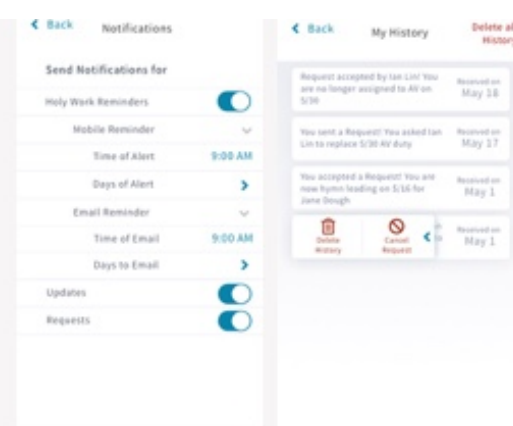 Back Notifications
Send Notifications for
Holy Work Reminders
Mobile Reminder
Time of Alert 9:00 AM
Days of Alert
Email Reminder
Time of Email 9:00 AM
Days to Email
Updates
Requests
Back My History Delete all
History
Request accepted by Ian Lin! You
are no longer assigned to AV on
5/30
Received on
May 18
You sent a Request! You asked Ian
Lin to replace 5/30 AV duty
Received on
May 17
You accepted a Request! You are
now hymn leading on 5/16 for
Jane Dough
Received on
May 1
Delete
History
Cancel
Request
Received on
May 1